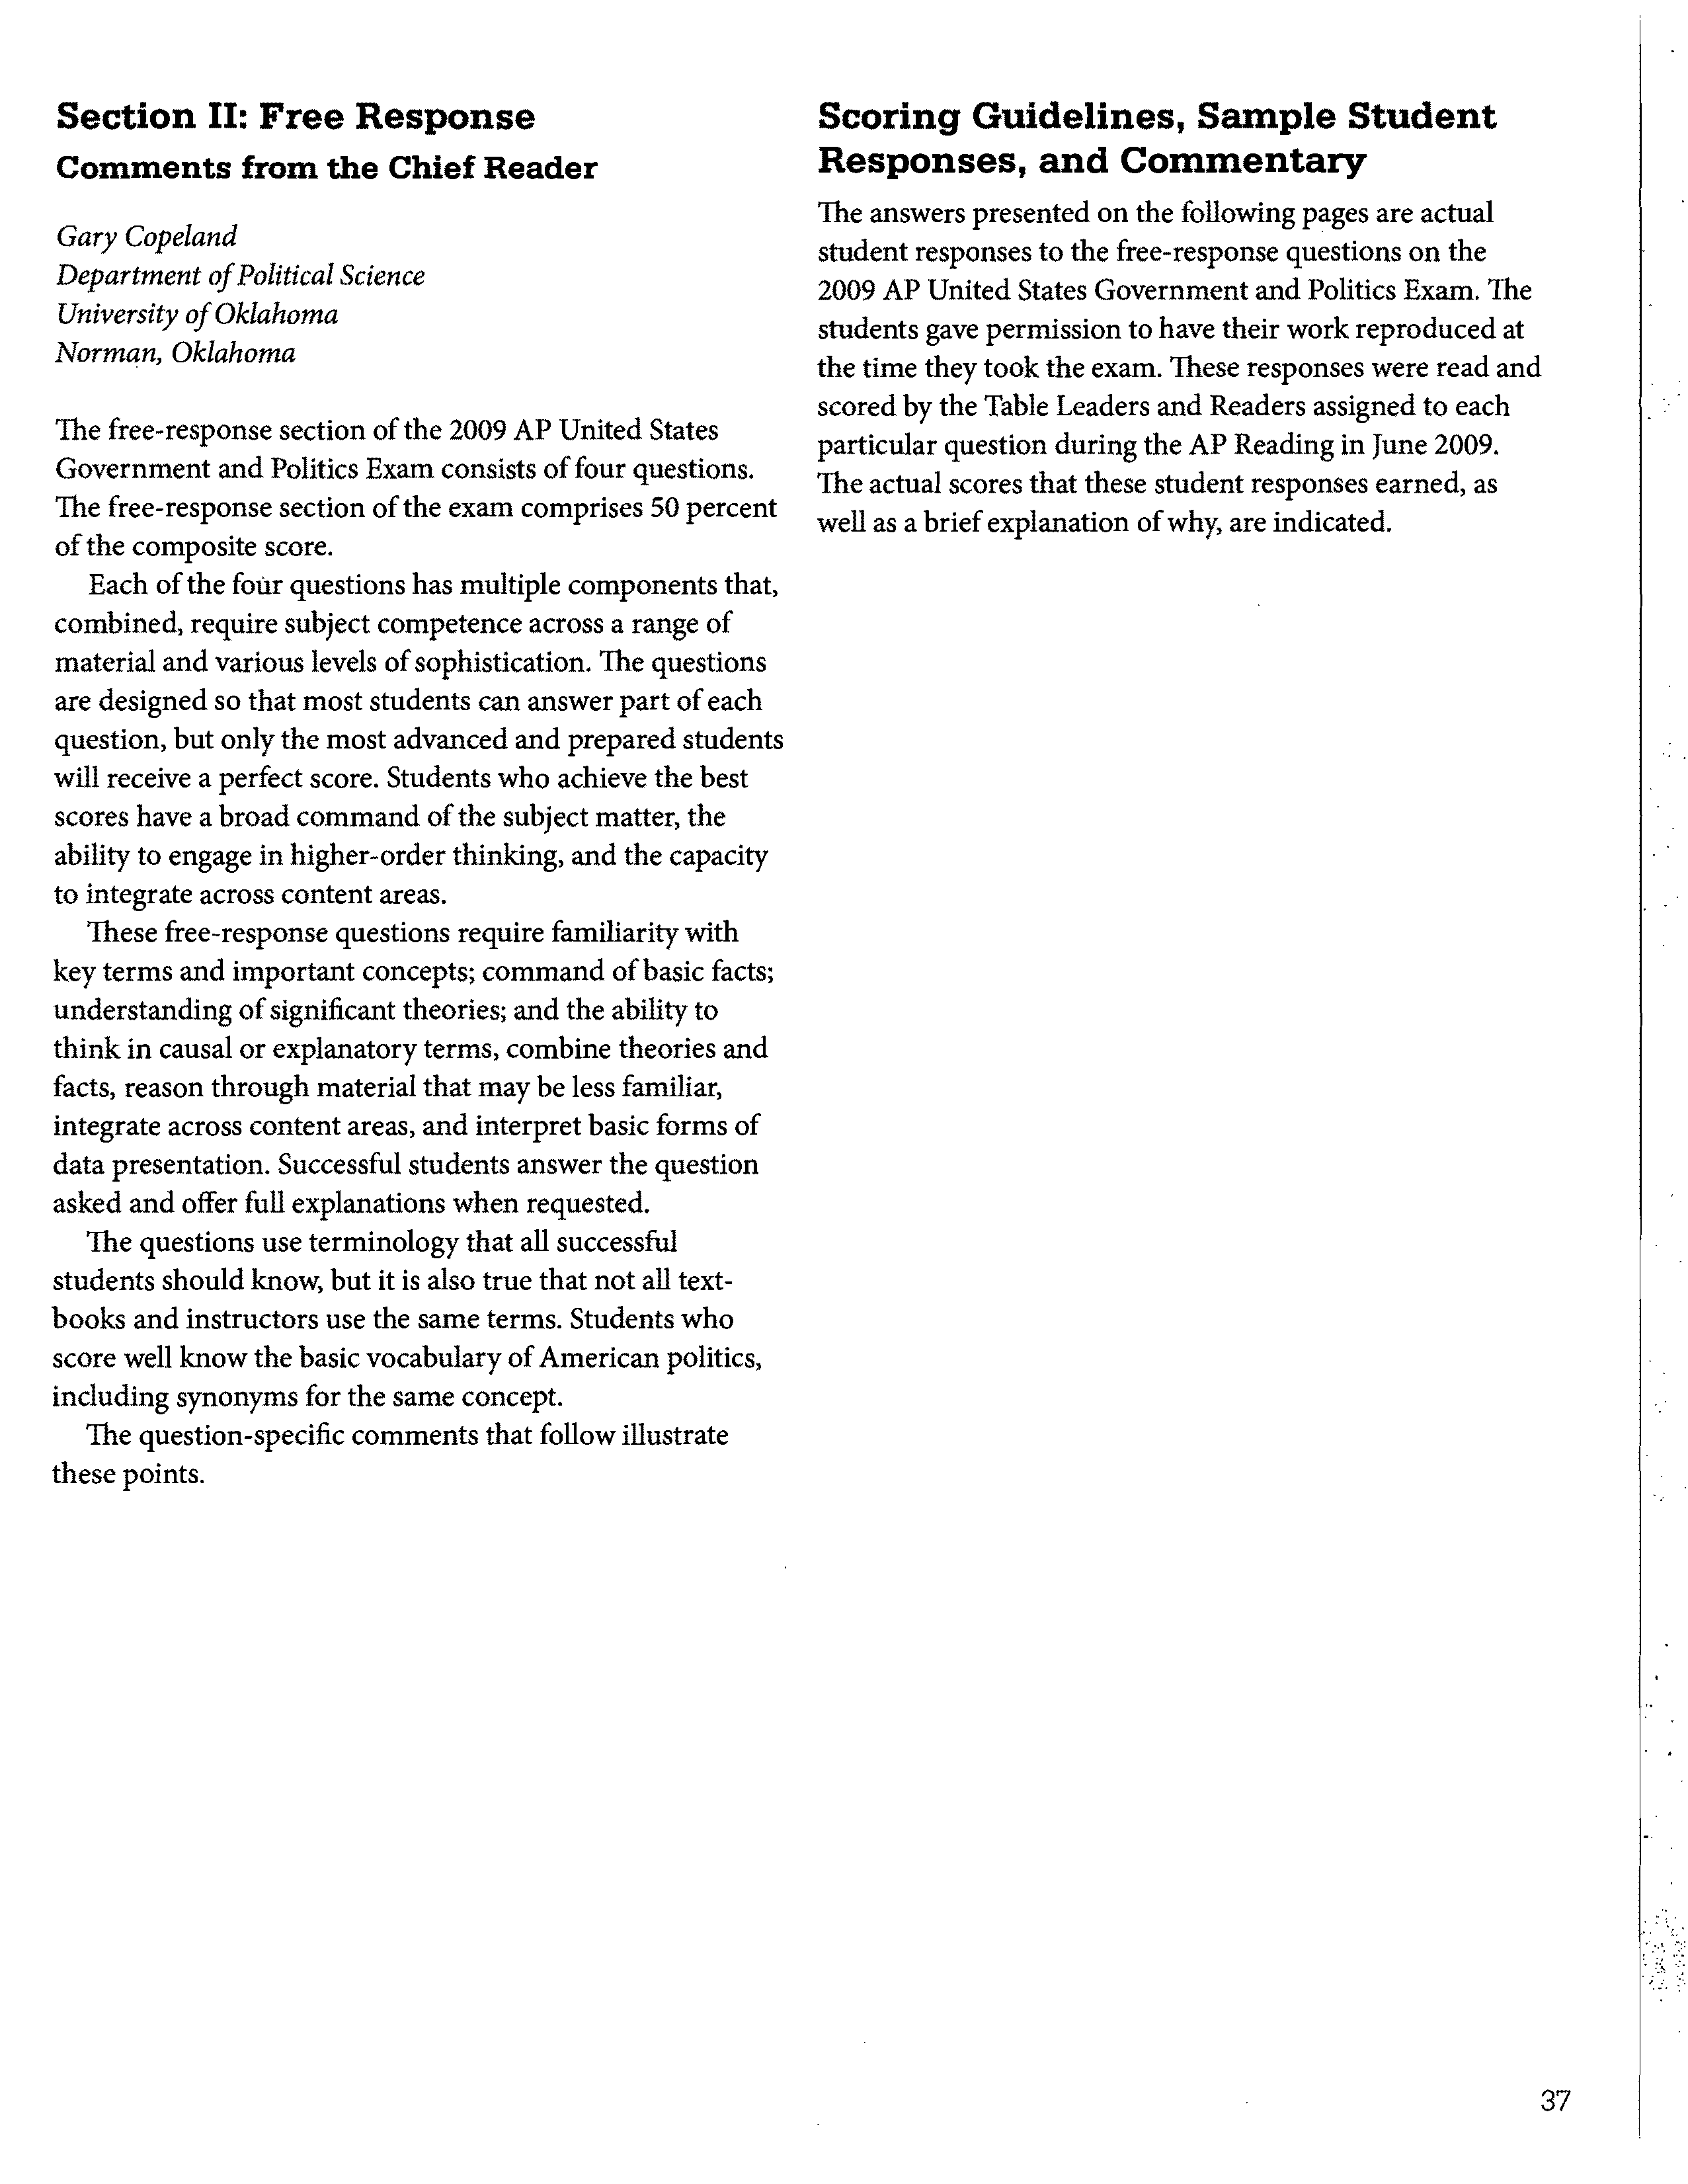 Section II: Free Response
Comments from the Chief Reader
Gary Copeland
Department of Political Science
University of Oklahoma
Norman, Oklahoma
The free-response section of the 2009 AP United States
Government and Politics Exam consists of four questions.
The free-response section of the exam comprises 50 percent
of the composite score.
Each of the four questions has multiple components that,
combined, require subject competence across a range of
material and various levels of sophistication. The questions
are designed so that most students can answer part of each
question, but only the most advanced and prepared students
will receive a perfect score. Students who achieve the best
scores have a broad command of the subject matter, the
ability to engage in higher-order thinking, and the capacity
to integrate across content areas.
These free-response questions require familiarity with
key terms and important concepts; command of basic facts;
understanding of significant theories; and the ability to
think in causal or explanatory terms, combine theories and
facts, reason through material that may be less familiar,
integrate across content areas, and interpret basic forms of
data presentation. Successful students answer the question
asked and offer full explanations when requested.
The questions use terminology that all successful
students should know, but it is also true that not all text-
books and instructors use the same terms. Students who
score well know the basic vocabulary of American politics,
including synonyms for the same concept.
The question-specific comments that follow illustrate
these points.
Scoring Guidelines, Sample Student
Responses, and Commentary
The answers presented on the following pages are actual
student responses to the free-response questions on the
2009 AP United States Government and Politics Exam. The
students gave permission to have their work reproduced at
the time they took the exam. These responses were read and
scored by the Table Leaders and Readers assigned to each
particular question during the AP Reading in June 2009.
The actual scores that these student responses earned, as
well as a brief explanation of why, are indicated.
37